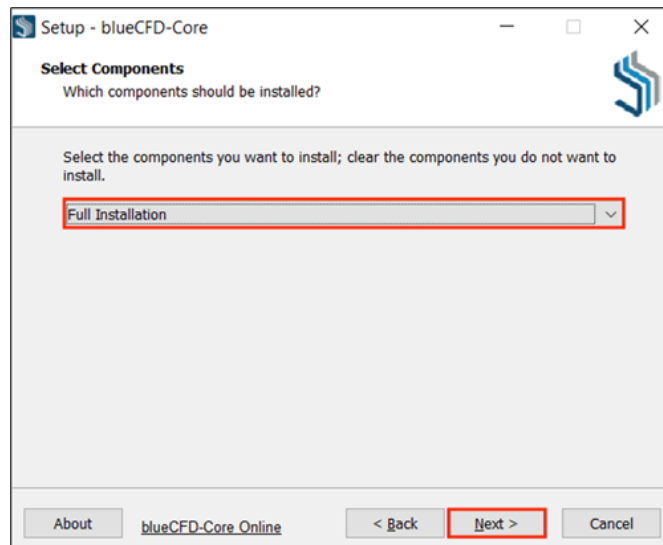 Setup - blueCFD-Core
Select Components
Which components should be installed?
Select the components you want to install; clear the components you do not want to
install.
Full Installation
About
blueCFD-Core Online
< Back
Next >
Cancel